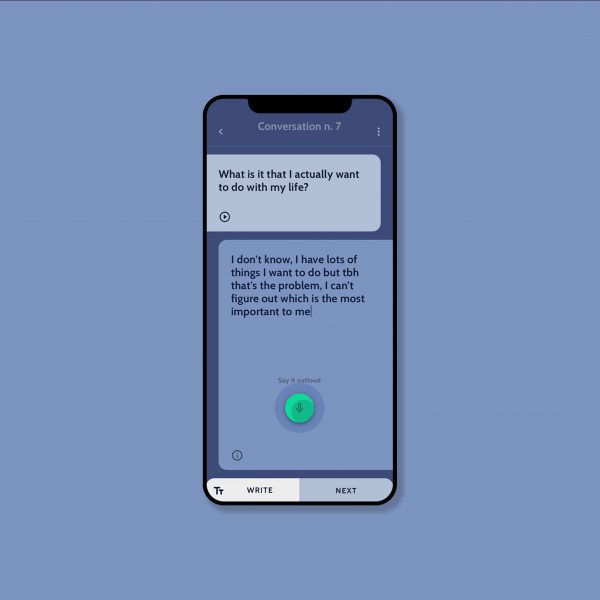 Conversation n. 7
What is it that I actually want
to do with my life?
I don't know, I have lots of
things I want to do but tbh
that's the problem, I can't
figure out which is the most
important to me
Say it outloud
Tt WRITE NEXT